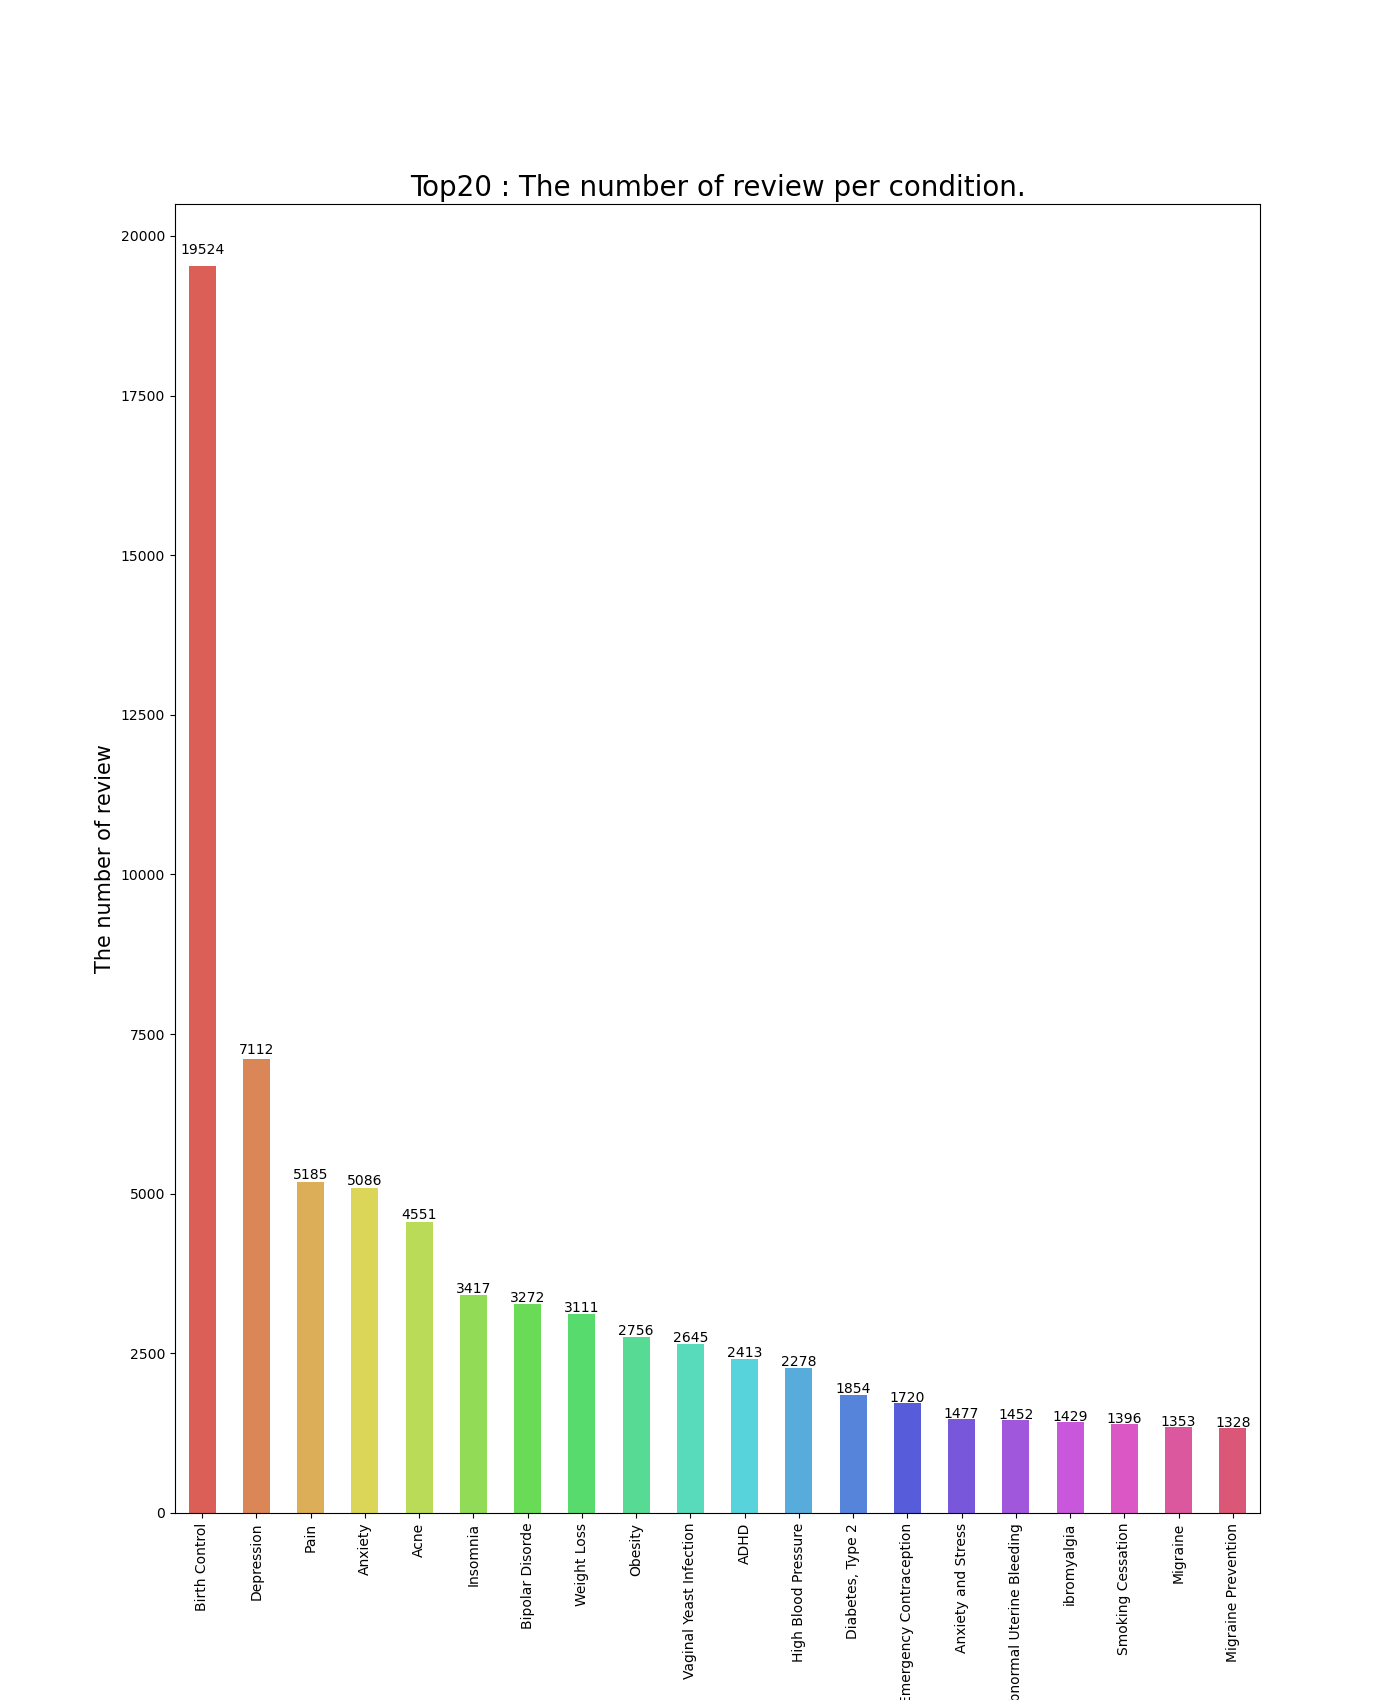 Top20 : The number of review per condition.
The number of review
20000
17500
15000
12500
10000
7500
5000
2500
0
19524
7112
5185
5086
4551
3417
3272
3111
2756
2645
2413
2278
1854
1720
1477
1452
1429
1396
1353
1328
Birth Control
Depression
Pain
Anxiety
Acne
Insomnia
Bipolar Disorde
Weight Loss
Obesity
Vaginal Yeast Infection
ADHD
High Blood Pressure
Diabetes, Type 2
Emergency Contraception
Anxiety and Stress
Uterine Bleeding
ibromyalgia
Smoking Cessation
Migraine
Migraine Prevention